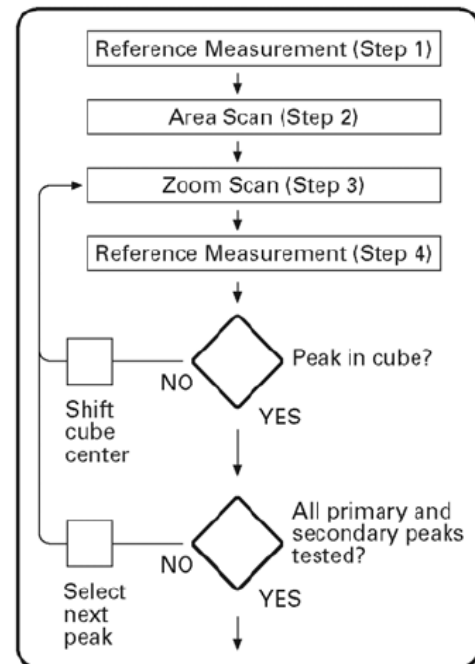 Reference Measurement (Step 1)
Area Scan (Step 2)
Zoom Scan (Step 3)
Reference Measurement (Step 4)
Peak in cube?
NO
YES
Shift
cube
center
All primary and
secondary peaks
tested?
NO
YES
Select
next
peak